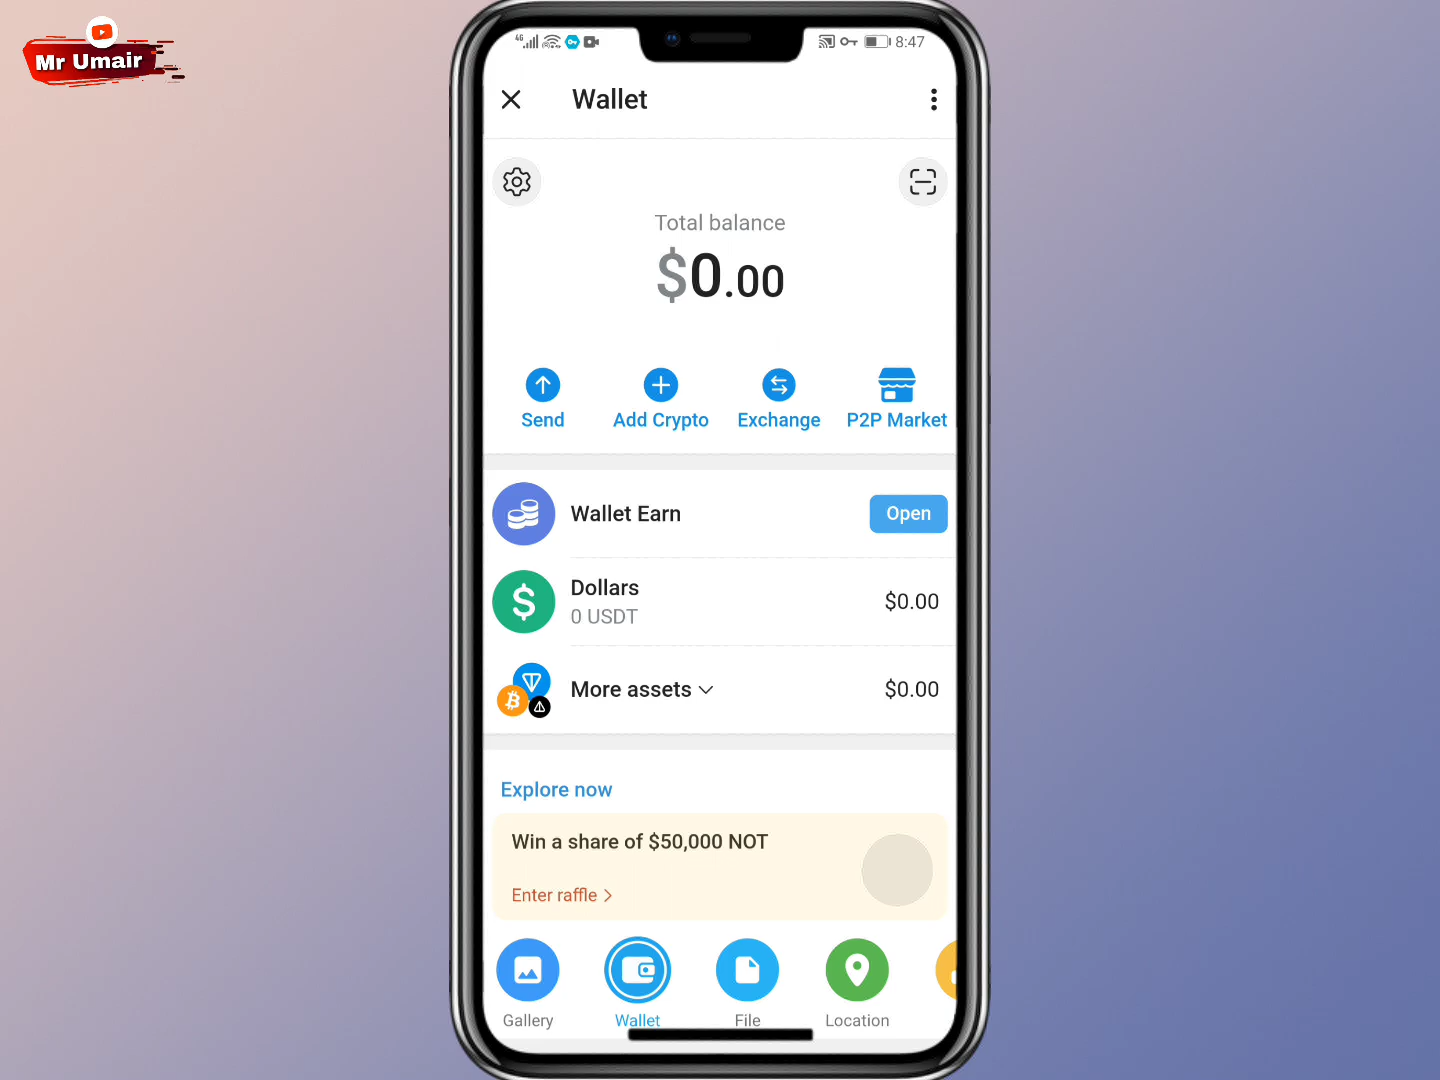 Mr Umair
4G
8:47
Wallet
Total balance
$0.00
Send
Add Crypto
Exchange
P2P Market
Wallet Earn
Open
Dollars
0 USDT
$0.00
More assets
$0.00
Explore now
Win a share of $50,000 NOT
Enter raffle >
Gallery
Wallet
File
Location